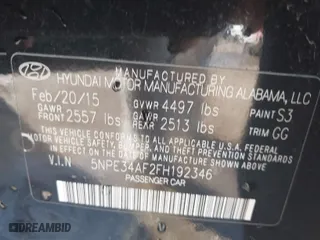 MANUFACTURED BY
HYUNDAI MOTOR MANUFACTURING ALABAMA, LLC
Feb/20/15 GVWR 4497 lbs PAINT S3
GAWR FRONT 2557 lbs GAWR REAR 2513 lbs TRIM GG
THIS VEHICLE CONFORMS TO ALL APPLICABLE
FEDERAL MOTOR VEHICLE SAFETY, BUMPER, AND
THEFT PREVENTION STANDARDS IN EFFECT ON
THE DATE OF MANUFACTURE SHOWN ABOVE.
V.I.N 5NPE34AF2FH192346
PASSENGER CAR